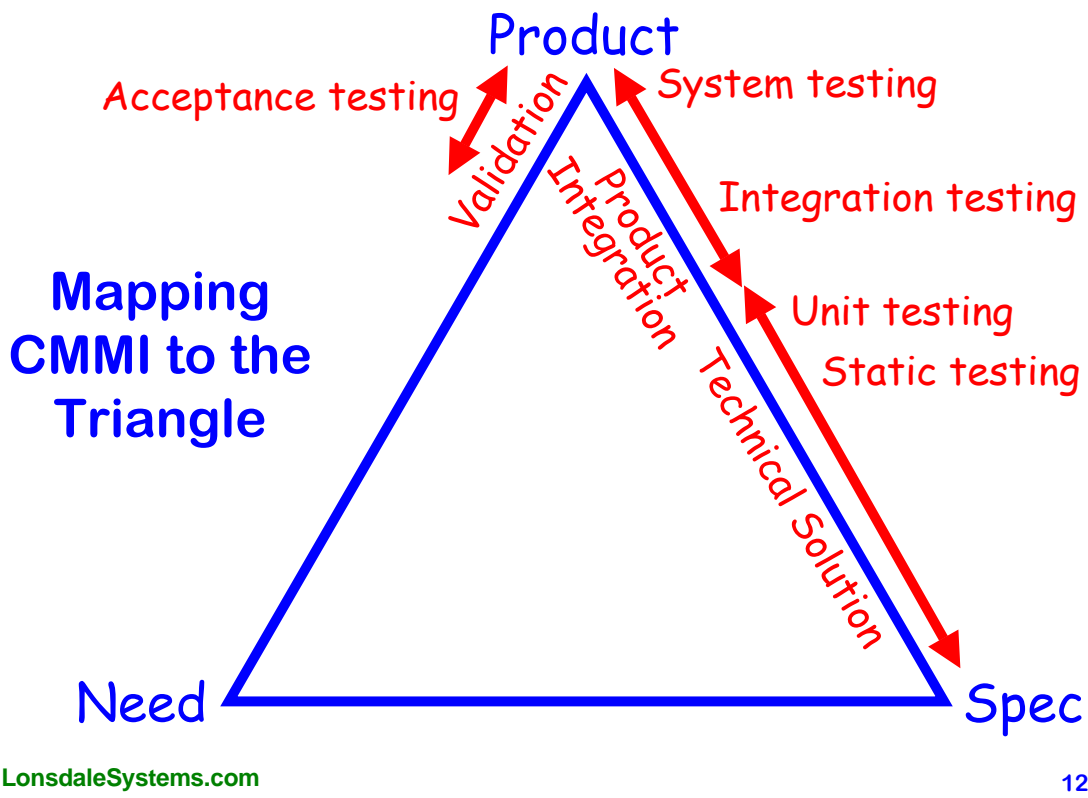 Product
Acceptance testing
System testing
Validation
Product
Integration
Integration testing
Mapping
CMMI to the
Triangle
Unit testing
Static testing
Technical Solution
Need
Spec
LonsdaleSystems.com
12